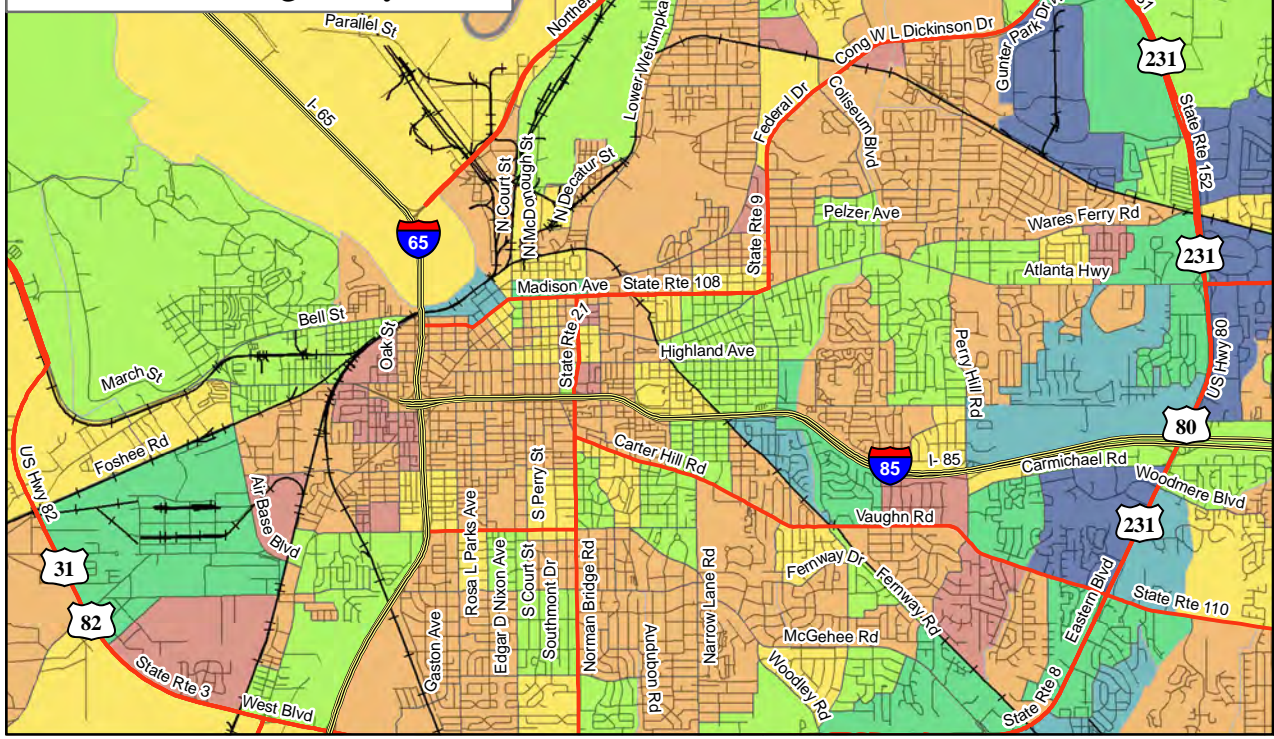 Parallel St
Northern
Lower Wetumpka
Cong W L Dickinson Dr
Gunter Park Dr
231
I- 65
Federal Dr
Coliseum Blvd
State Rte 152
N Court St
N McDonough St
N Decatur St
State Rte 9
Pelzer Ave
Wares Ferry Rd
65
231
Atlanta Hwy
Madison Ave
State Rte 108
Bell St
Oak St
State Rte 21
Highland Ave
Perry Hill Rd
US Hwy 80
March St
80
Foshee Rd
US Hwy 82
Air Base Blvd
S Perry St
Carter Hill Rd
85
I- 85
Carmichael Rd
Woodmere Blvd
Vaughn Rd
231
31
82
Rosa L Parks Ave
Edgar D Nixon Ave
S Court St
Southmont Dr
Norman Bridge Rd
Fernway Dr
Fernway Rd
Eastern Blvd
State Rte 110
Gaston Ave
Audubon Rd
Narrow Lane Rd
McGehee Rd
Woodley Rd
State Rte 3
West Blvd
State Rte 8